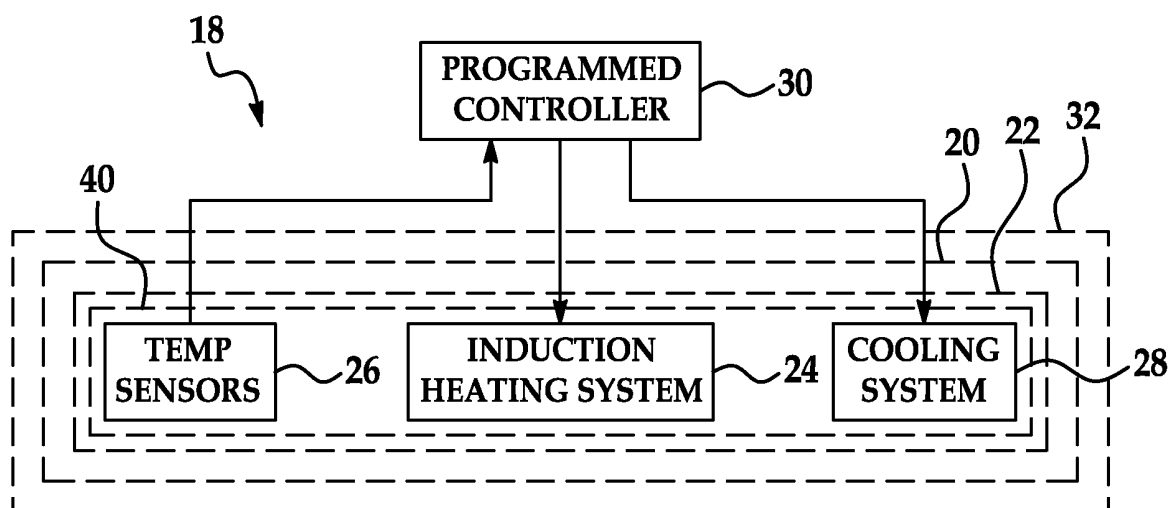 18
PROGRAMMED
CONTROLLER
30
20
22
32
40
TEMP
SENSORS
26
INDUCTION
HEATING SYSTEM
24
COOLING
SYSTEM
28